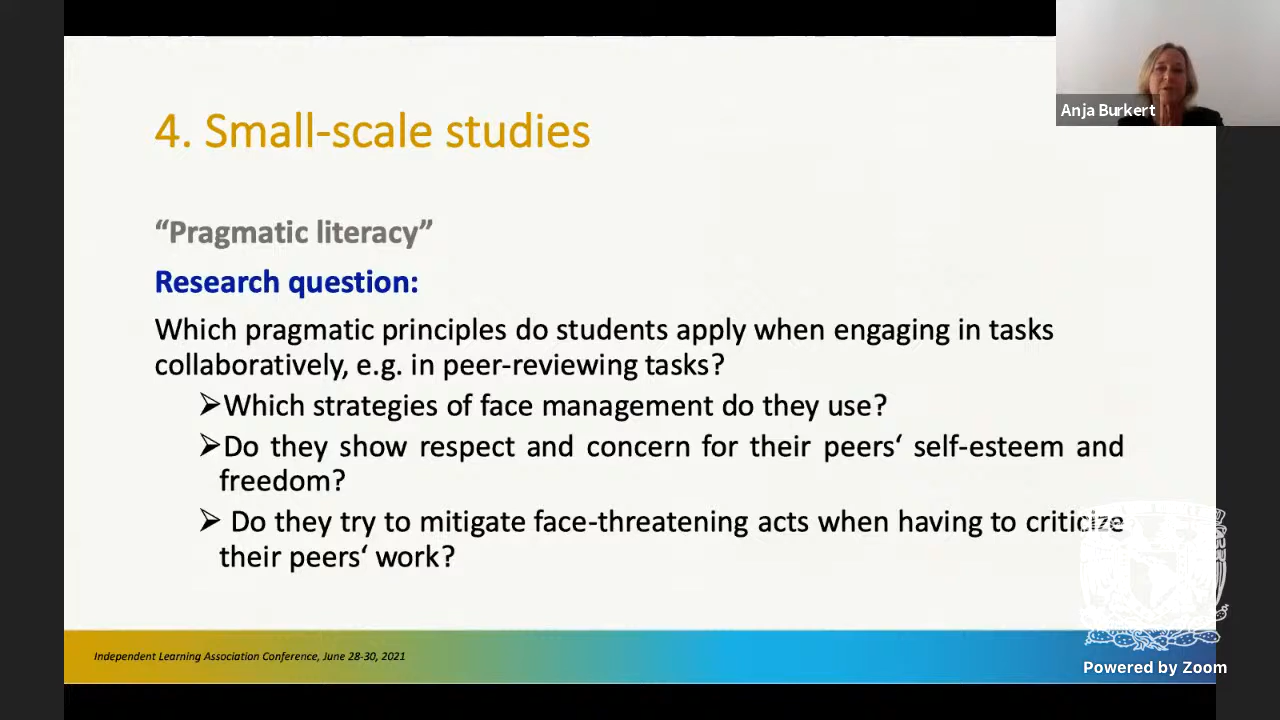 Anja Burkert
4. Small-scale studies
“Pragmatic literacy”
Research question:
Which pragmatic principles do students apply when engaging in tasks
collaboratively, e.g. in peer-reviewing tasks?
➢Which strategies of face management do they use?
➢Do they show respect and concern for their peers‘ self-esteem and
freedom?
➢ Do they try to mitigate face-threatening acts when having to criticize
their peers‘ work?
Independent Learning Association Conference, June 28-30, 2021
Powered by Zoom